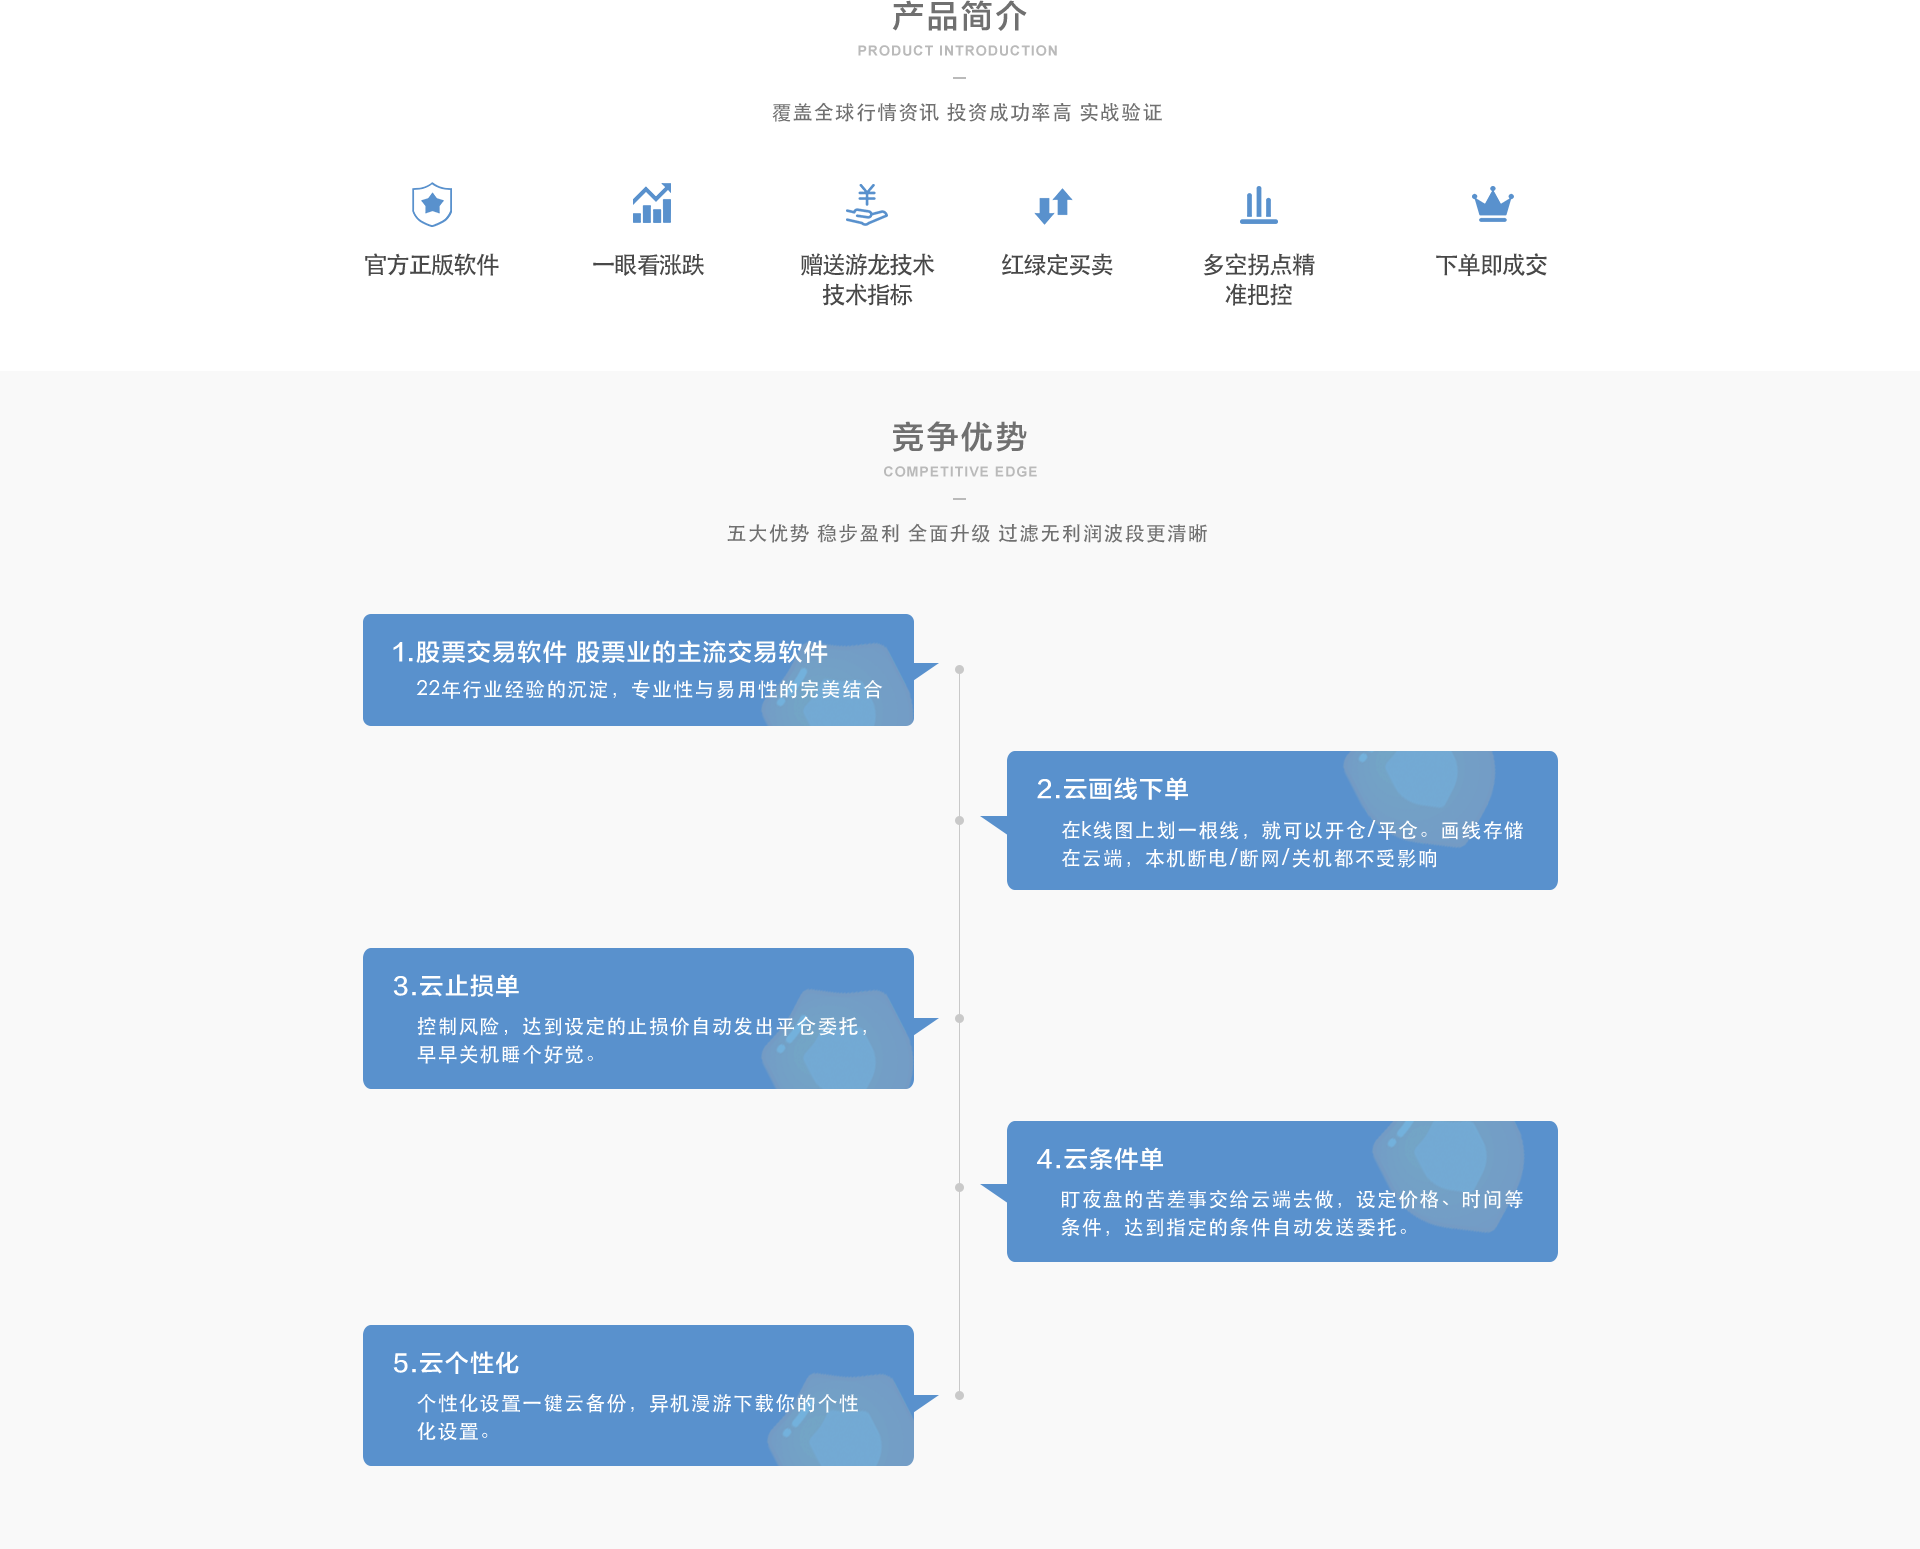 产品简介
PRODUCT INTRODUCTION
覆盖全球行情资讯 投资成功率高 实战验证
官方正版软件
一眼看涨跌
赠送游龙技术
技术指标
红绿定买卖
多空拐点精
准把控
下单即成交
竞争优势
COMPETITIVE EDGE
五大优势 稳步盈利 全面升级 过滤无利润波段更清晰
1.股票交易软件 股票业的主流交易软件
22年行业经验的沉淀，专业性与易用性的完美结合
2.云画线下单
在k线图上划一根线，就可以开仓/平仓。画线存储
在云端，本机断电/断网/关机都不受影响
3.云止损单
控制风险，达到设定的止损价自动发出平仓委托，
早早关机睡个好觉。
4.云条件单
盯夜盘的苦差事交给云端去做，设定价格、时间等
条件，达到指定的条件自动发送委托。
5.云个性化
个性化设置一键云备份，异机漫游下载你的个性
化设置。